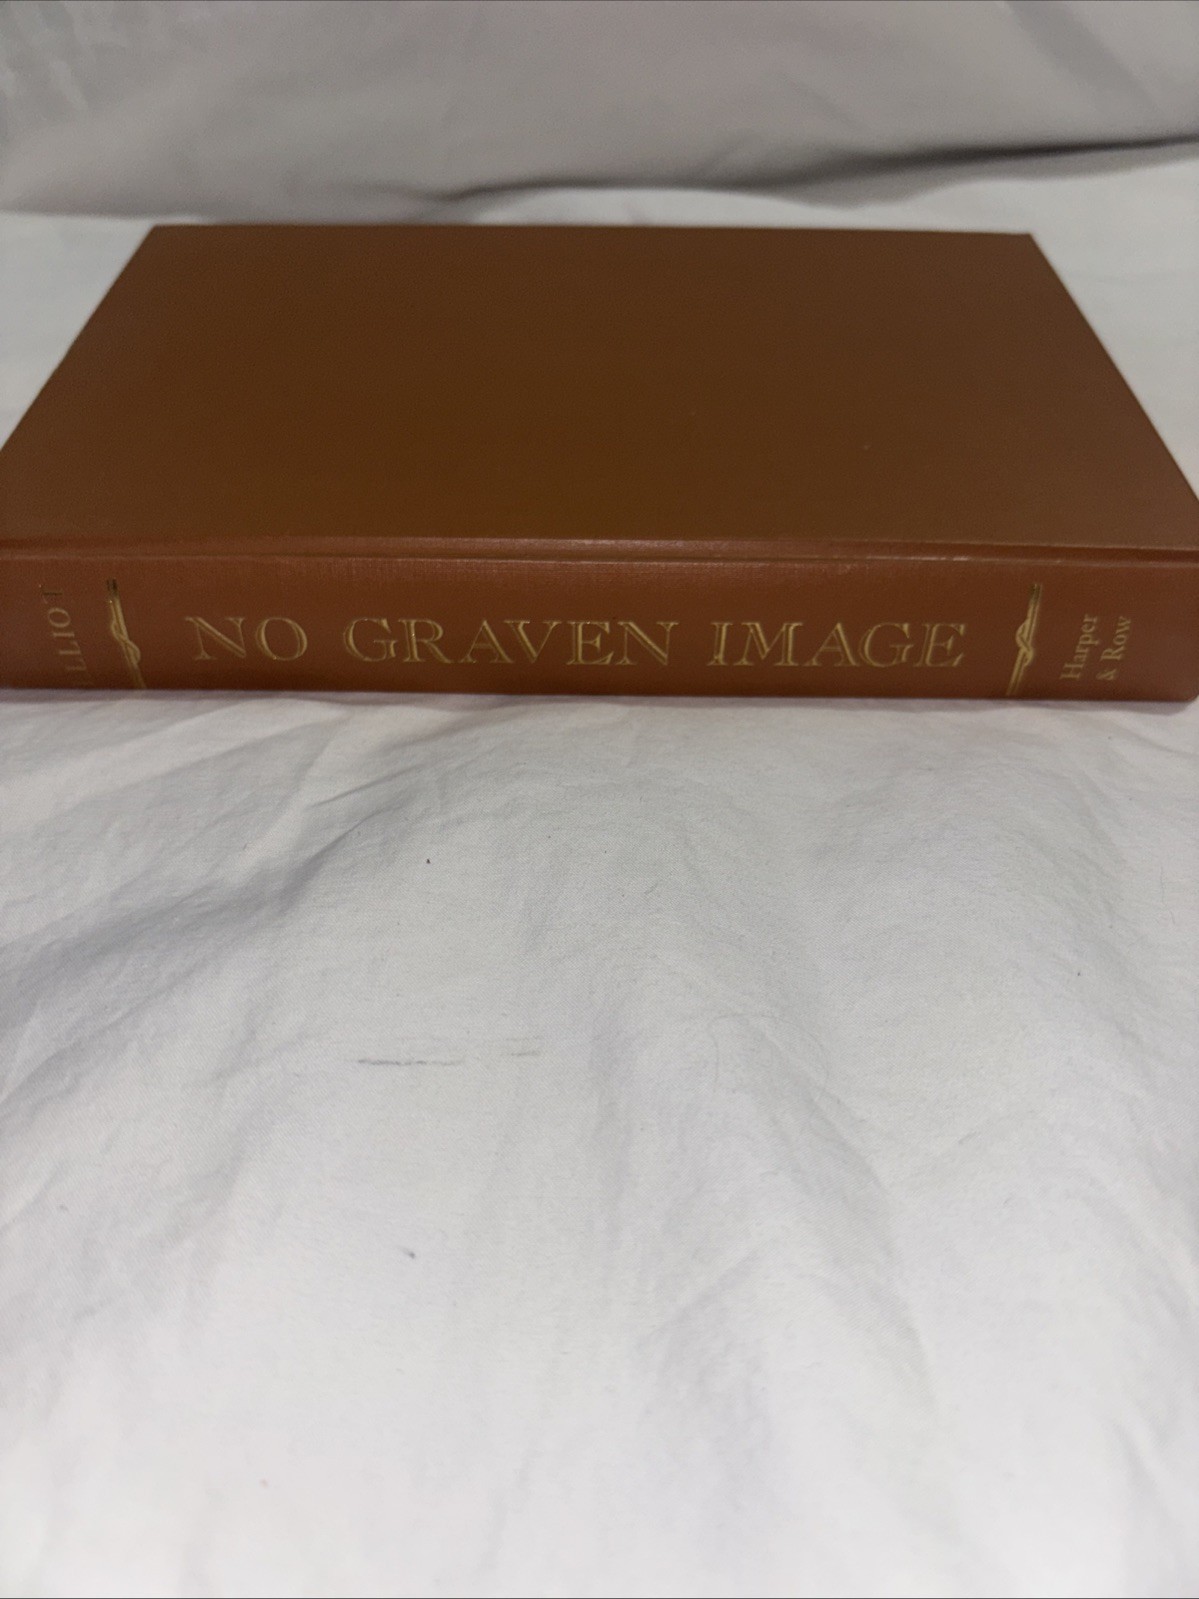 LLIOT
NO GRAVEN IMAGE
Harper
& Row